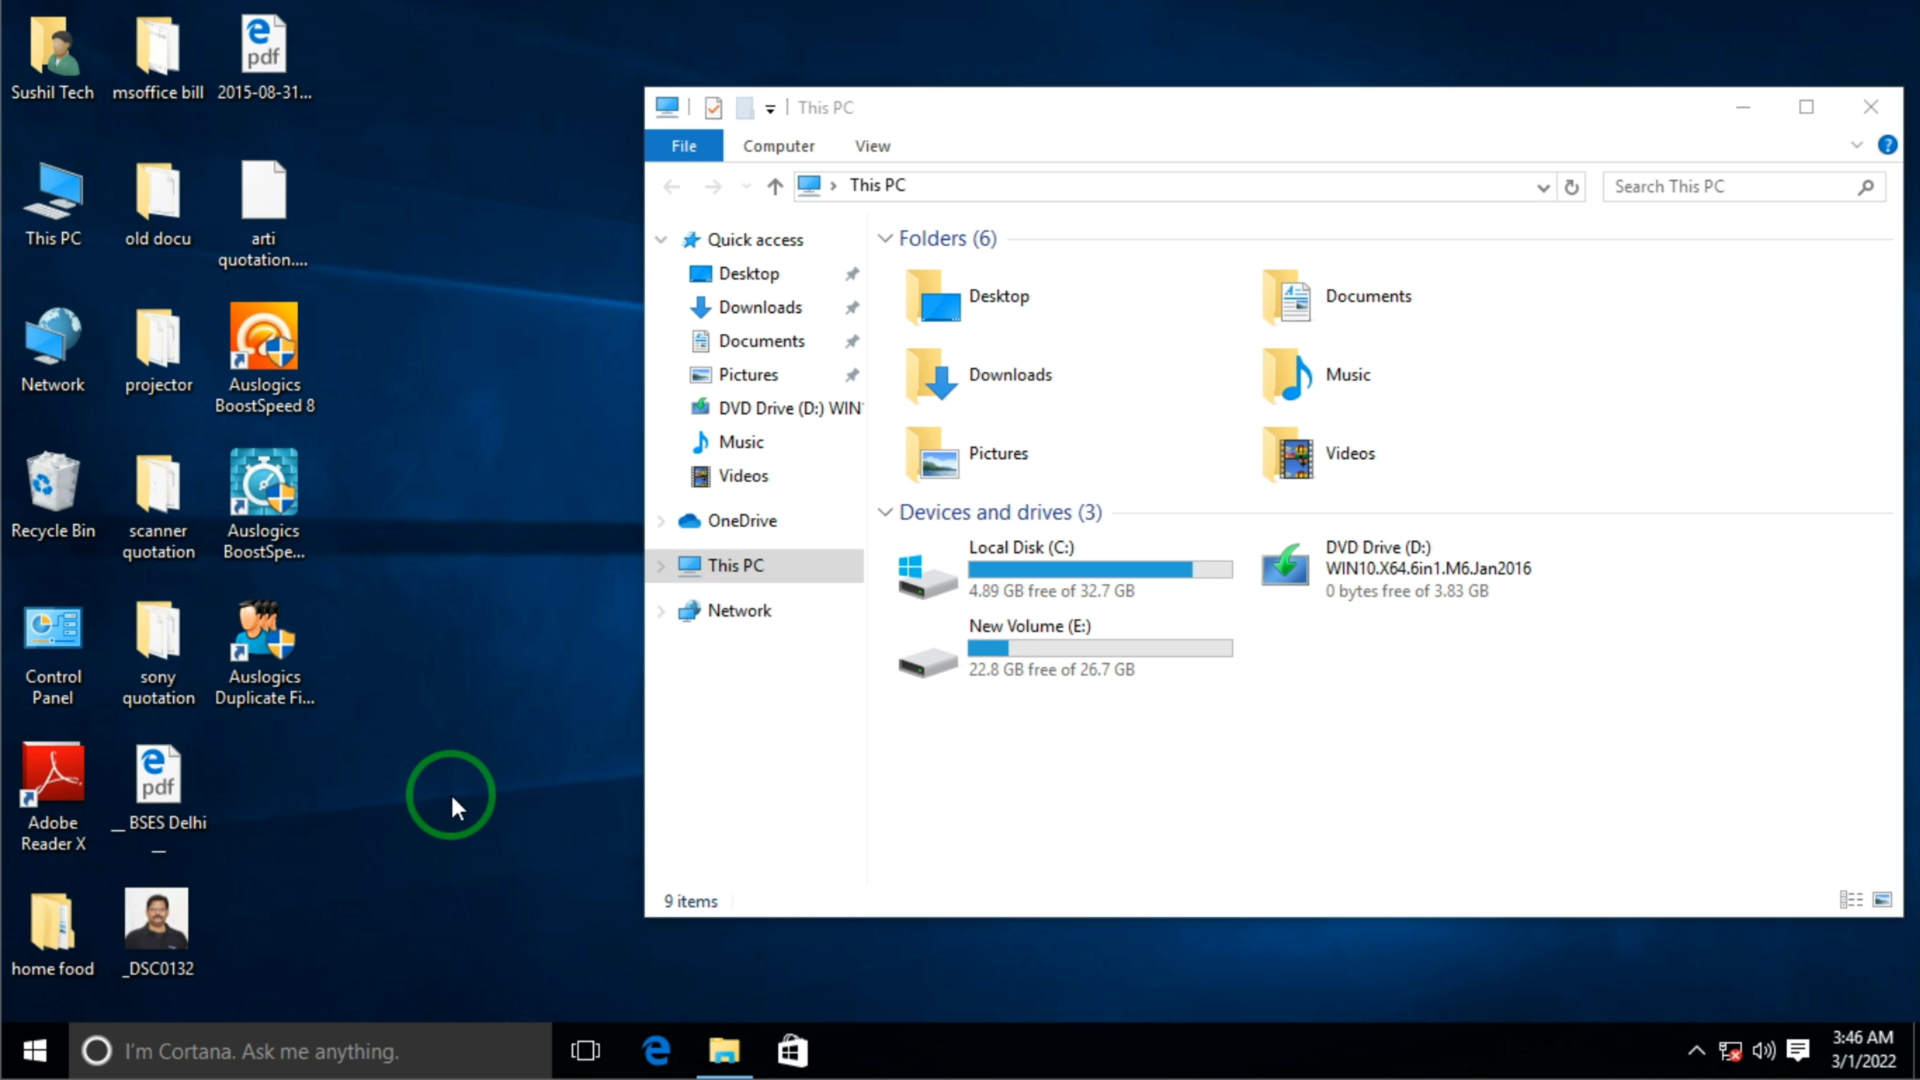 Sushil Tech
msoffice bill
pdf
2015-08-31...
This PC
old docu
arti
quotation....
Network
projector
Auslogics
BoostSpeed 8
Recycle Bin
scanner
quotation
Auslogics
BoostSpe...
Control
Panel
sony
quotation
Auslogics
Duplicate Fi...
Adobe
Reader X
pdf
__ BSES Delhi
__
home food
_DSC0132
This PC
File
Computer
View
This PC
Search This PC
Quick access
Desktop
Downloads
Documents
Pictures
DVD Drive (D:) WIN
Music
Videos
OneDrive
This PC
Network
Folders (6)
Desktop
Documents
Downloads
Music
Pictures
Videos
Devices and drives (3)
Local Disk (C:)
4.89 GB free of 32.7 GB
DVD Drive (D:)
WIN10.X64.6in1.M6.Jan2016
0 bytes free of 3.83 GB
New Volume (E:)
22.8 GB free of 26.7 GB
9 items
I'm Cortana. Ask me anything.
3:46 AM
3/1/2022